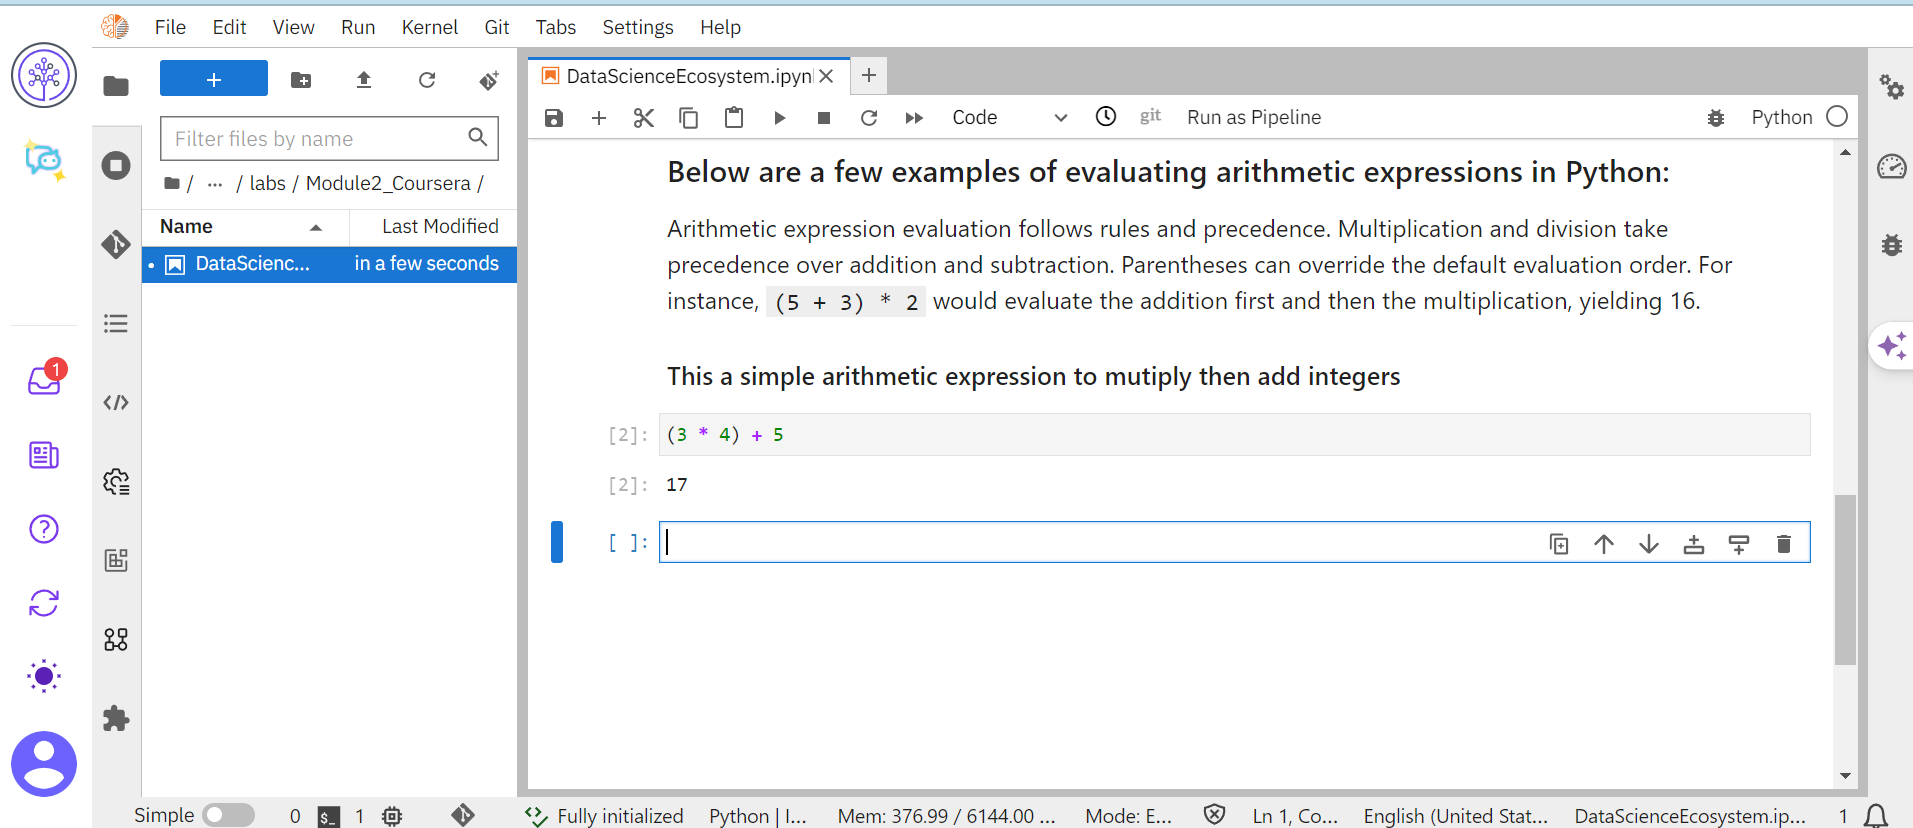 File Edit View Run Kernel Git Tabs Settings Help
+
Filter files by name
/ ... / labs / Module2_Coursera /
Name Last Modified
DataScienc... in a few seconds
1
DataScienceEcosystem.ipyn
Code git Run as Pipeline Python
Below are a few examples of evaluating arithmetic expressions in Python:
Arithmetic expression evaluation follows rules and precedence. Multiplication and division take
precedence over addition and subtraction. Parentheses can override the default evaluation order. For
instance, (5 + 3) * 2 would evaluate the addition first and then the multiplication, yielding 16.
This a simple arithmetic expression to mutiply then add integers
[2]: (3 * 4) + 5
[2]: 17
[ ]:
Simple 0 $_ 1 Fully initialized Python | I... Mem: 376.99 / 6144.00 ... Mode: E... Ln 1, Co... English (United Stat... DataScienceEcosystem.ip... 1